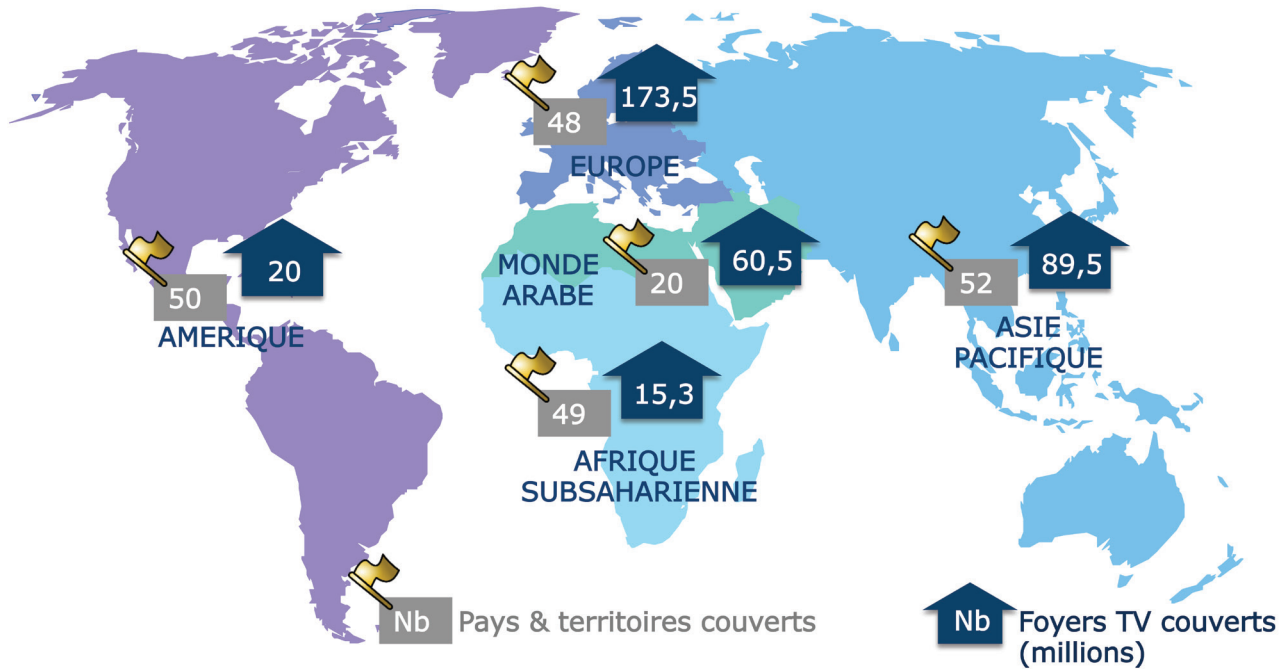 173,5
48
EUROPE
20
50
AMERIQUE
MONDE
ARABE
60,5
20
89,5
52
ASIE
PACIFIQUE
15,3
49
AFRIQUE
SUBSAHARIENNE
Nb Pays & territoires couverts
Nb Foyers TV couverts
(millions)